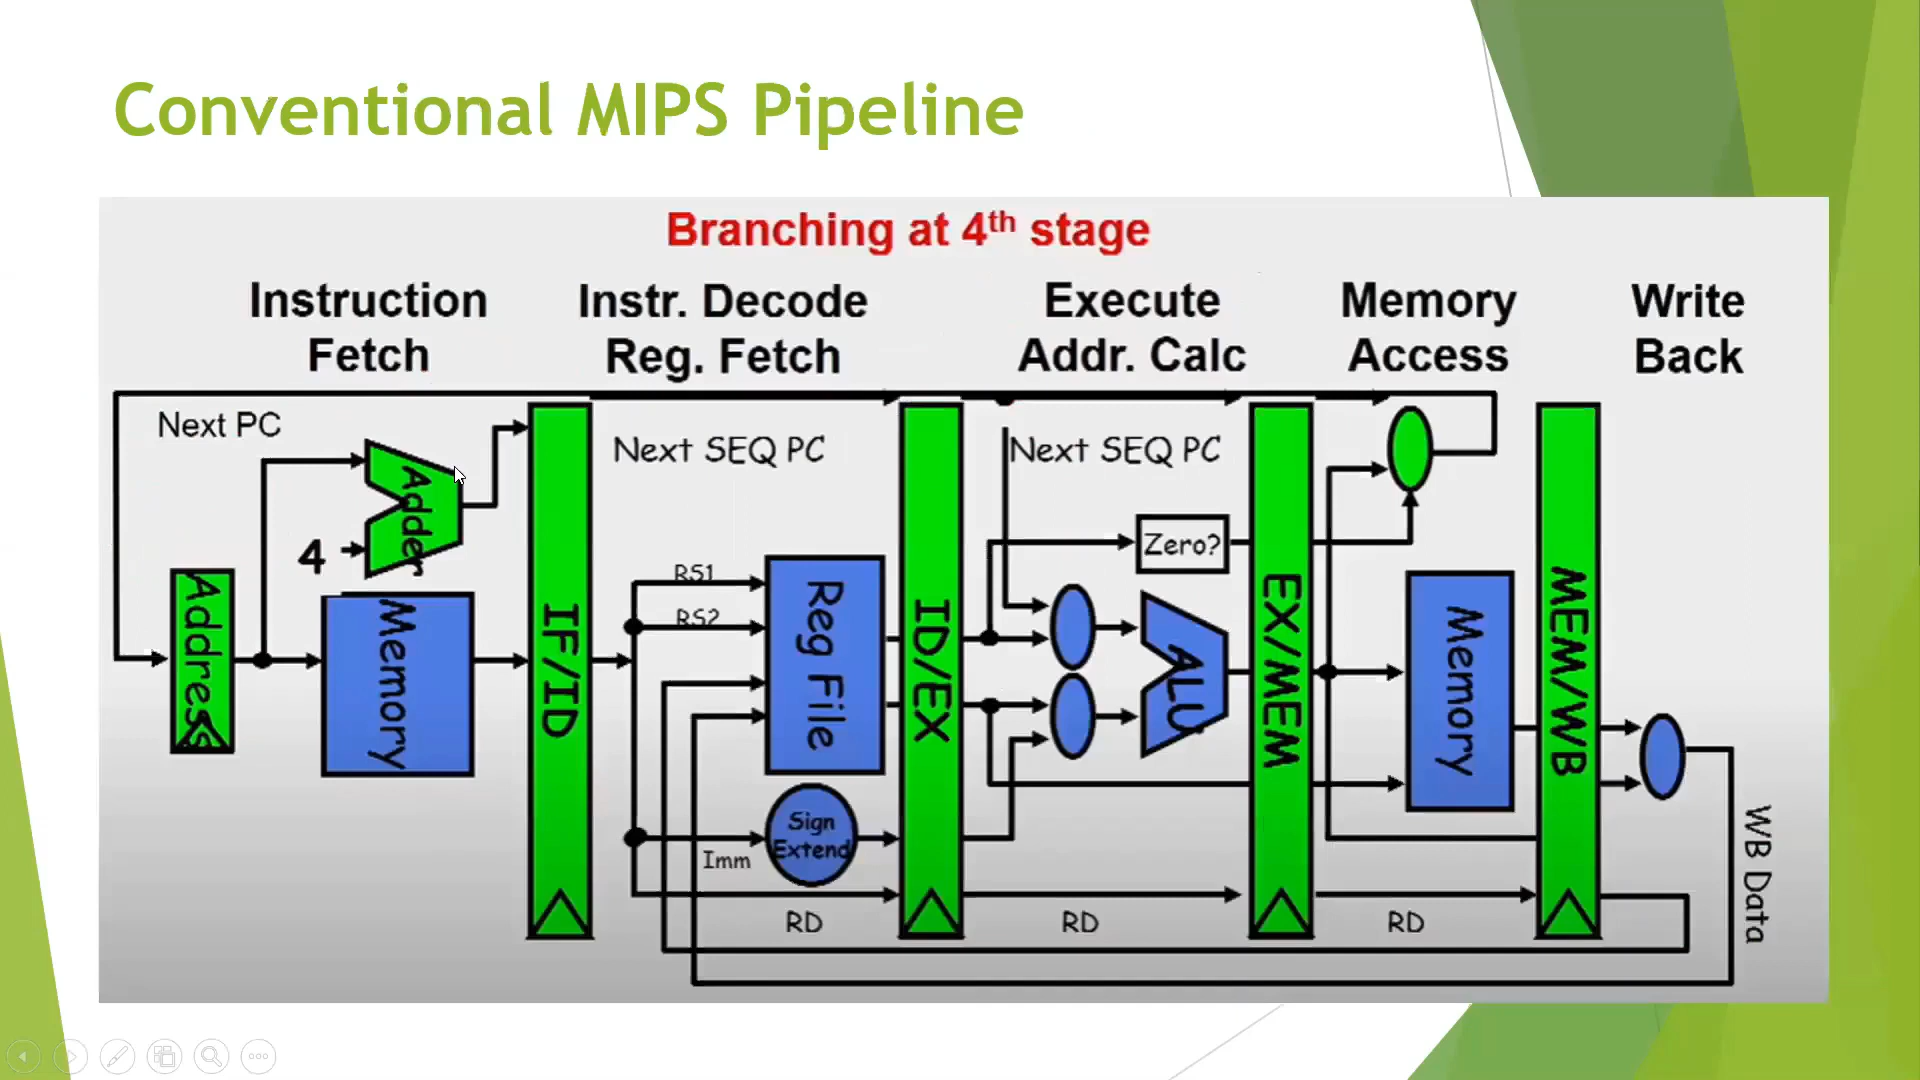 Conventional MIPS Pipeline
Branching at 4th stage
Instruction
Fetch
Instr. Decode
Reg. Fetch
Execute
Addr. Calc
Memory
Access
Write
Back
Next PC
Adder
4
Address
Memory
IF/ID
Next SEQ PC
RS1
RS2
Reg File
Sign
Extend
Imm
RD
ID/EX
Next SEQ PC
Zero?
ALU
RD
EX/MEM
Memory
RD
MEM/WB
WB Data